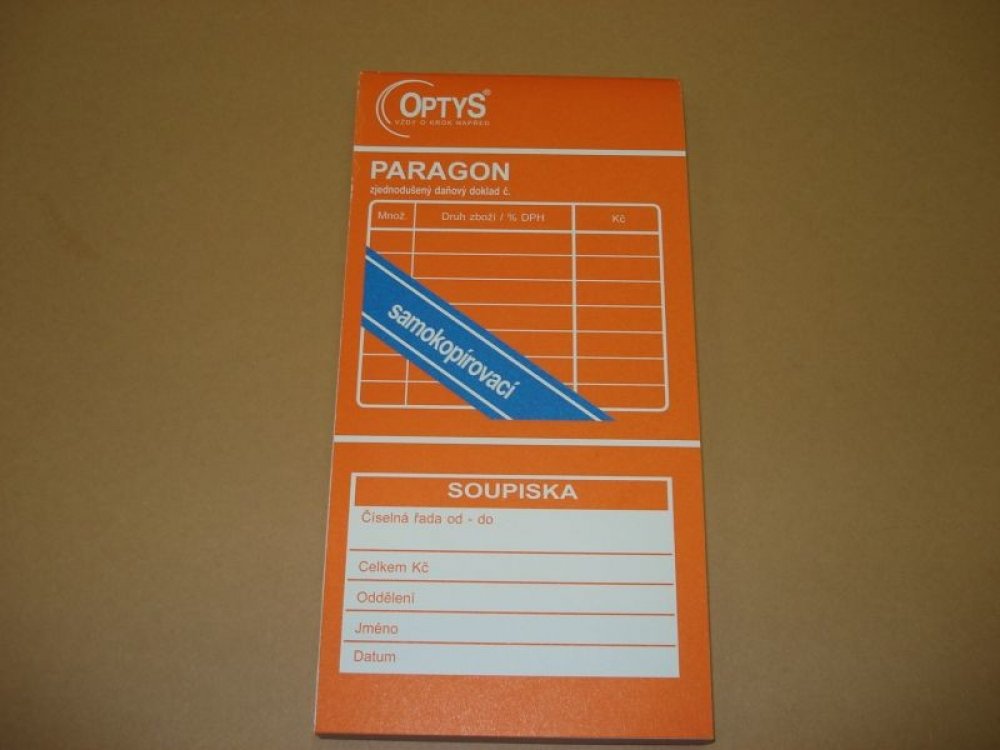 OPTYS®
VŽDY O KROK NAPŘED
PARAGON
zjednodušený daňový doklad č.
Množ. Druh zboží / % DPH Kč
samokopírovací
SOUPISKA
Číselná řada od - do
Celkem Kč
Oddělení
Jméno
Datum